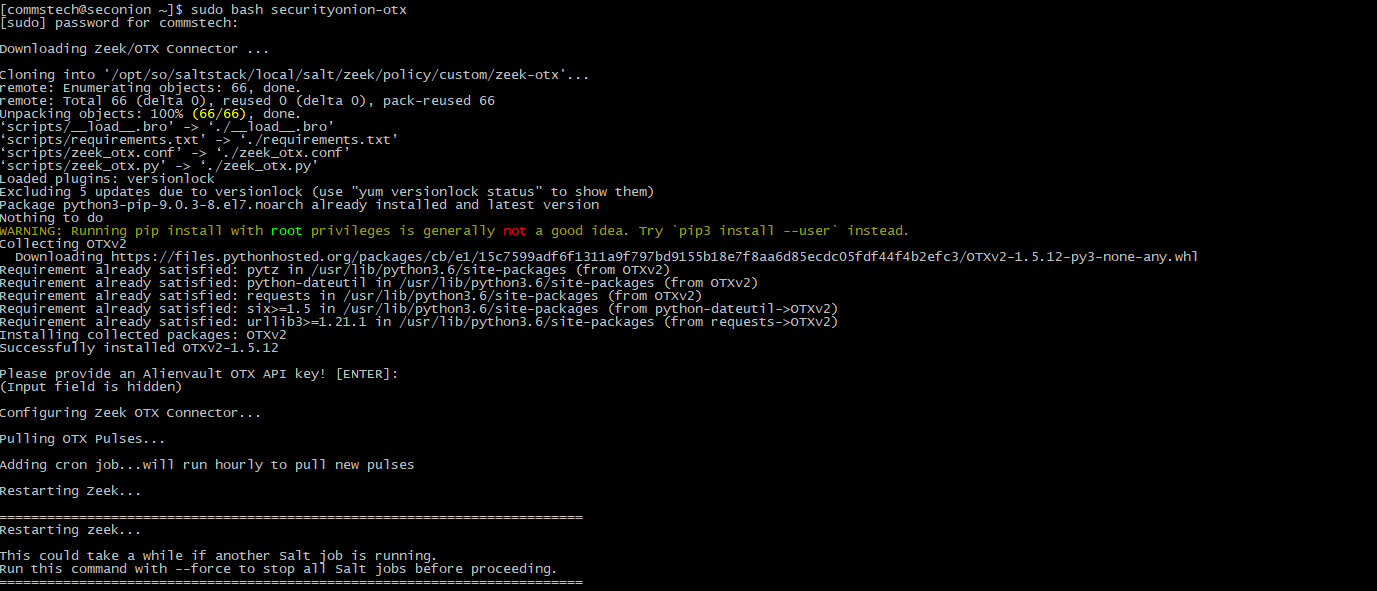 [commstech@seconion ~]$ sudo bash securityonion-otx
[sudo] password for commstech:
Downloading Zeek/OTX Connector ...
Cloning into '/opt/so/saltstack/local/salt/zeek/policy/custom/zeek-otx'...
remote: Enumerating objects: 66, done.
remote: Total 66 (delta 0), reused 0 (delta 0), pack-reused 66
Unpacking objects: 100% (66/66), done.
‘scripts/__load__.bro’ -> ‘./__load__.bro’
‘scripts/requirements.txt’ -> ‘./requirements.txt’
‘scripts/zeek_otx.conf’ -> ‘./zeek_otx.conf’
‘scripts/zeek_otx.py’ -> ‘./zeek_otx.py’
Loaded plugins: versionlock
Excluding 5 updates due to versionlock (use "yum versionlock status" to show them)
Package python3-pip-9.0.3-8.el7.noarch already installed and latest version
Nothing to do
WARNING: Running pip install with root privileges is generally not a good idea. Try `pip3 install --user` instead.
Collecting OTXv2
  Downloading https://files.pythonhosted.org/packages/cb/e1/15c7599adf6f1311a9f797bd9155b18e7f8aa6d85ecdc05fdf44f4b2efc3/OTXv2-1.5.12-py3-none-any.whl
Requirement already satisfied: pytz in /usr/lib/python3.6/site-packages (from OTXv2)
Requirement already satisfied: python-dateutil in /usr/lib/python3.6/site-packages (from OTXv2)
Requirement already satisfied: requests in /usr/lib/python3.6/site-packages (from OTXv2)
Requirement already satisfied: six>=1.5 in /usr/lib/python3.6/site-packages (from python-dateutil->OTXv2)
Requirement already satisfied: urllib3>=1.21.1 in /usr/lib/python3.6/site-packages (from requests->OTXv2)
Installing collected packages: OTXv2
Successfully installed OTXv2-1.5.12
Please provide an Alienvault OTX API key! [ENTER]:
(Input field is hidden)
Configuring Zeek OTX Connector...
Pulling OTX Pulses...
Adding cron job...will run hourly to pull new pulses
Restarting Zeek...
=========================================================================
Restarting zeek...
This could take a while if another Salt job is running.
Run this command with --force to stop all Salt jobs before proceeding.
=========================================================================